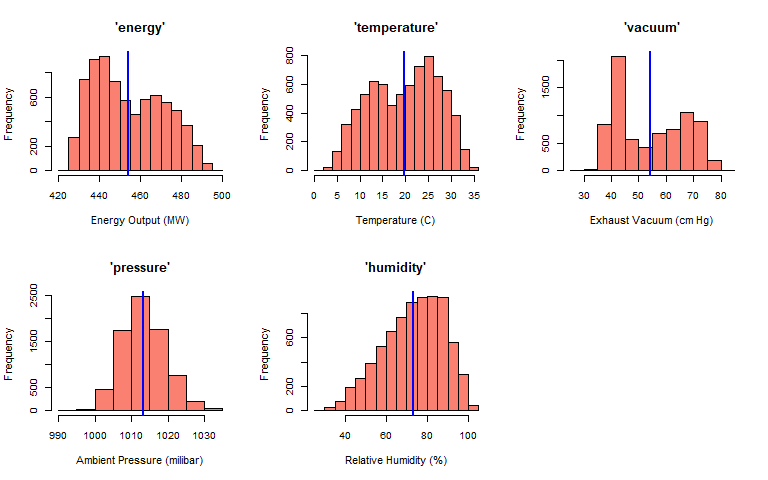 'energy'
Frequency
0 200 600
420 440 460 480 500
Energy Output (MW)
'temperature'
Frequency
0 200 400 600 800
0 5 10 15 20 25 30 35
Temperature (C)
'vacuum'
Frequency
0 500 1500
30 40 50 60 70 80
Exhaust Vacuum (cm Hg)
'pressure'
Frequency
0 500 1500 2500
990 1000 1010 1020 1030
Ambient Pressure (milibar)
'humidity'
Frequency
0 200 600
40 60 80 100
Relative Humidity (%)